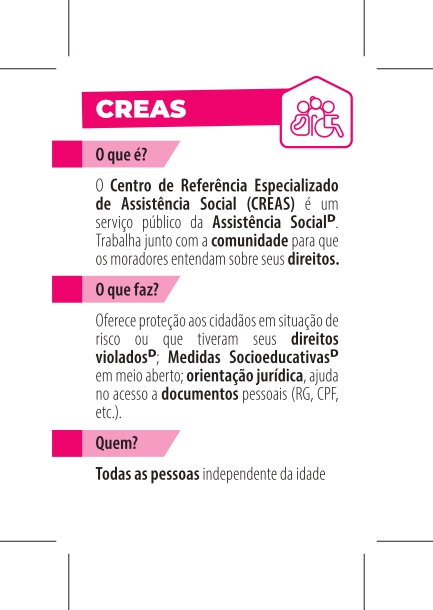 CREAS
O que é?
O Centro de Referência Especializado
de Assistência Social (CREAS) é um
serviço público da Assistência Socialᴰ.
Trabalha junto com a comunidade para que
os moradores entendam sobre seus direitos.
O que faz?
Oferece proteção aos cidadãos em situação de
risco ou que tiveram seus direitos
violadosᴰ; Medidas Socioeducativasᴰ
em meio aberto; orientação jurídica, ajuda
no acesso a documentos pessoais (RG, CPF,
etc.).
Quem?
Todas as pessoas independente da idade